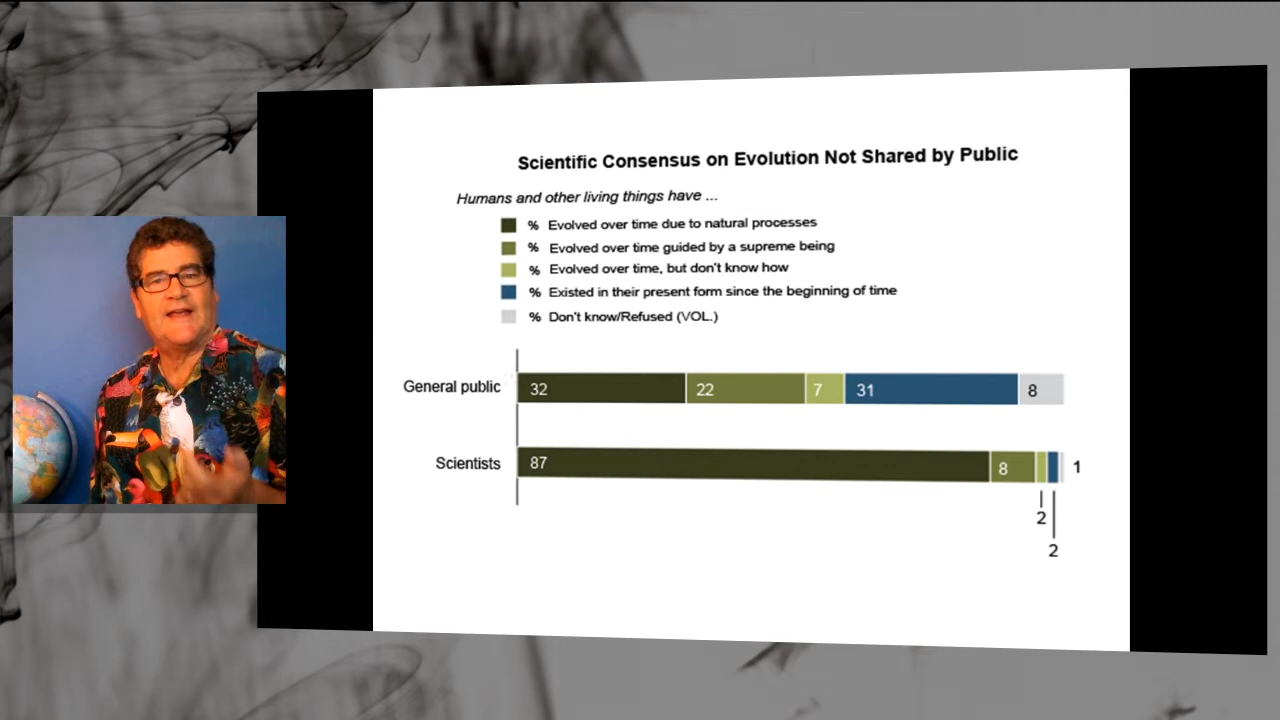 Scientific Consensus on Evolution Not Shared by Public
Humans and other living things have ...
% Evolved over time due to natural processes
% Evolved over time guided by a supreme being
% Evolved over time, but don't know how
% Existed in their present form since the beginning of time
% Don't know/Refused (VOL.)
General public 32 22 7 31 8
Scientists 87 8 1
2
2